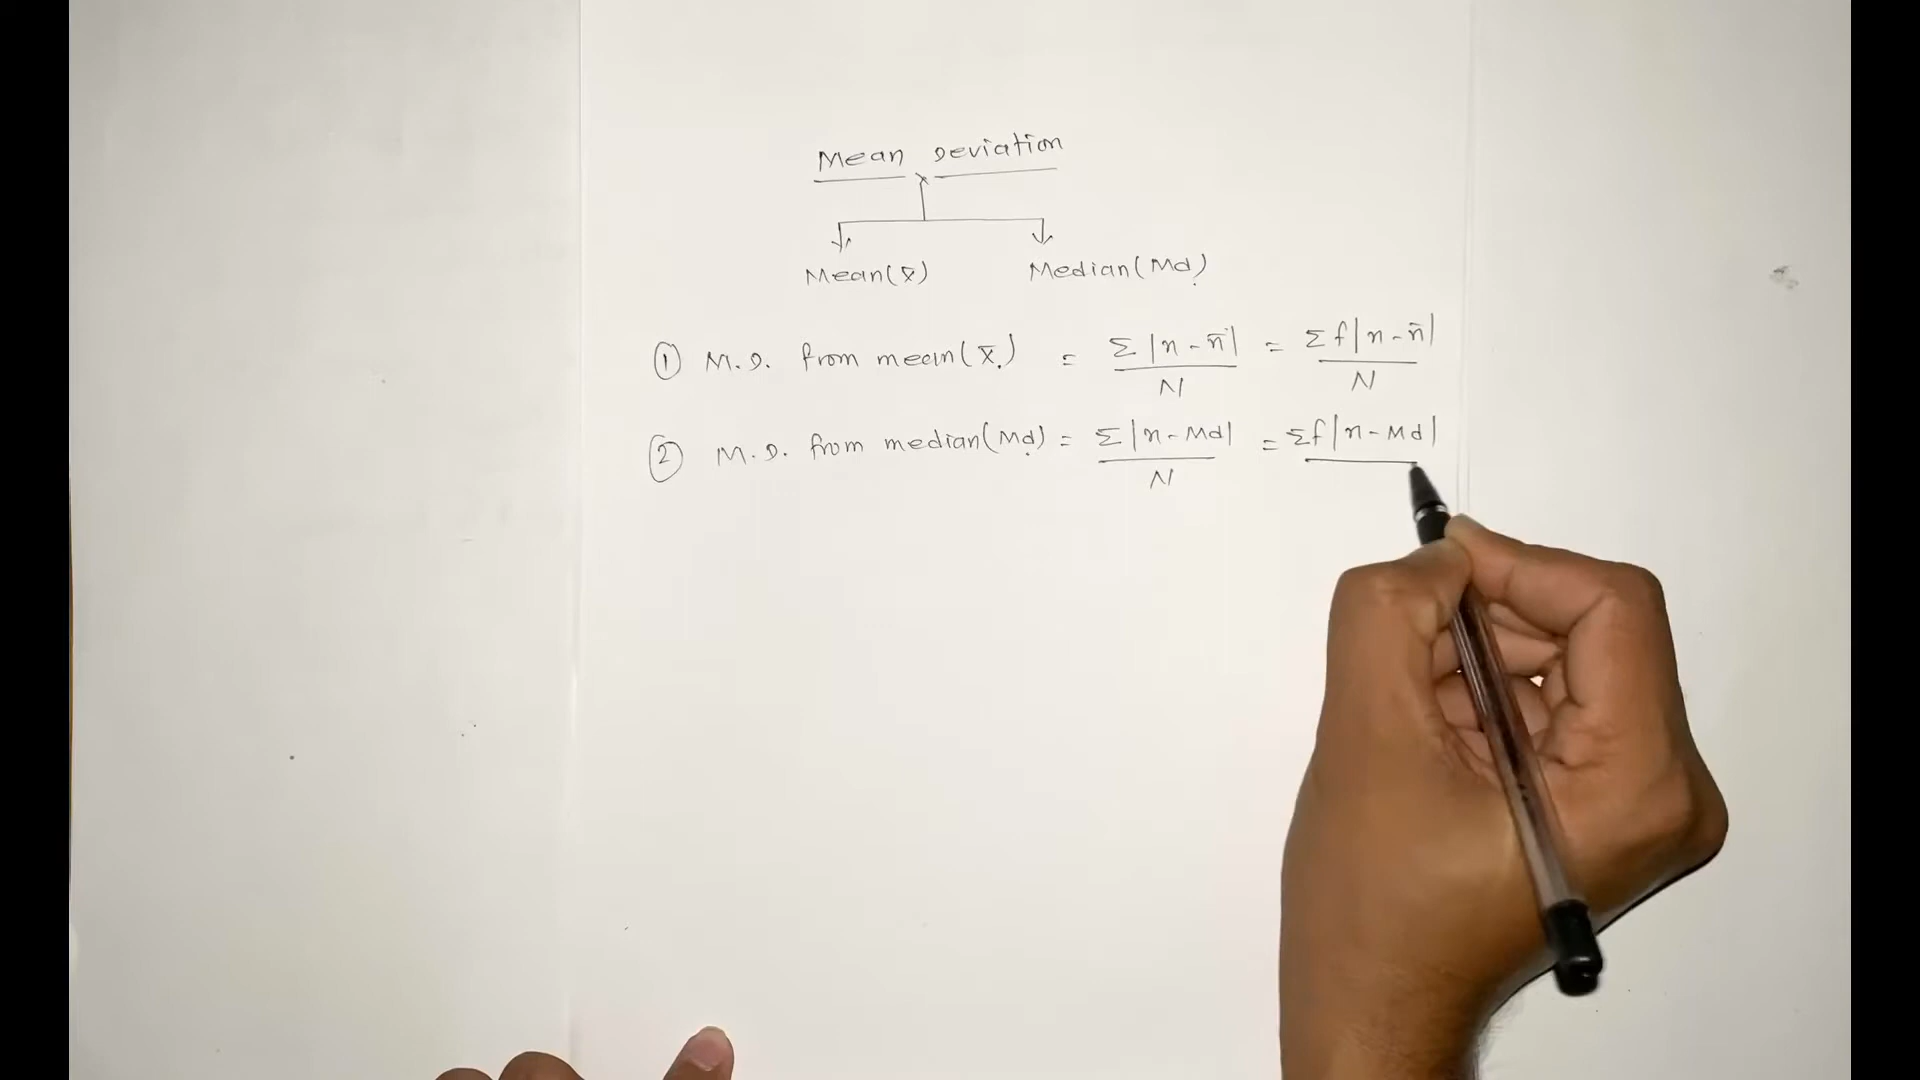 Mean Deviation
Mean(x̄) Median(Md)
① M.D. from mean(x̄) = Σ|x-x̄|/N = Σf|x-x̄|/N
② M.D. from median(Md) = Σ|x-Md|/N = Σf|x-Md|